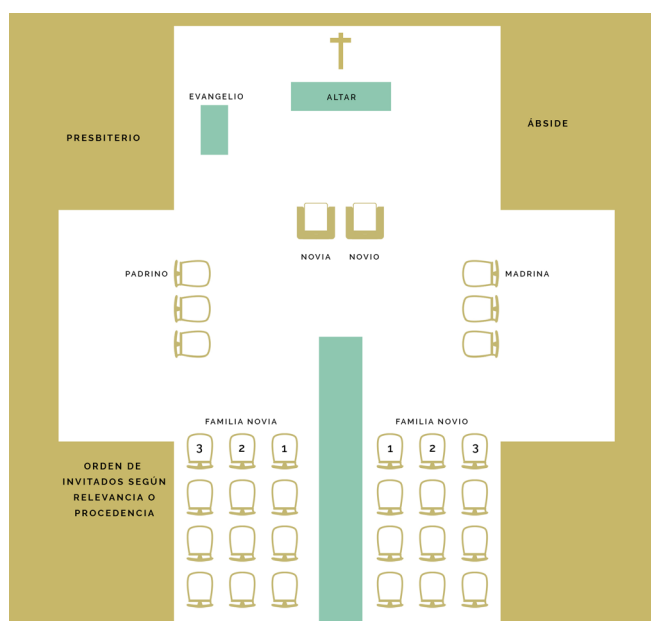 EVANGELIO
ALTAR
PRESBITERIO
ÁBSIDE
NOVIA
NOVIO
PADRINO
MADRINA
FAMILIA NOVIA
FAMILIA NOVIO
3 2 1
1 2 3
ORDEN DE
INVITADOS SEGÚN
RELEVANCIA O
PROCEDENCIA